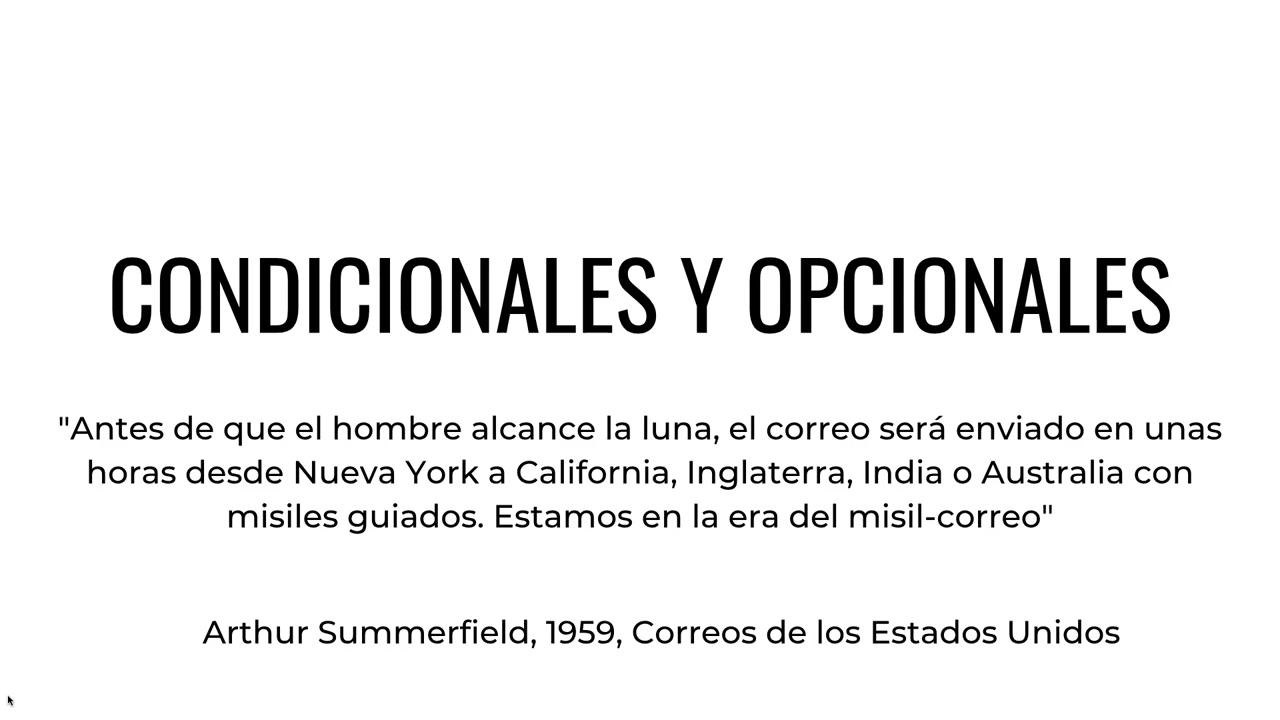 CONDICIONALES Y OPCIONALES
"Antes de que el hombre alcance la luna, el correo será enviado en unas
horas desde Nueva York a California, Inglaterra, India o Australia con
misiles guiados. Estamos en la era del misil-correo"
Arthur Summerfield, 1959, Correos de los Estados Unidos